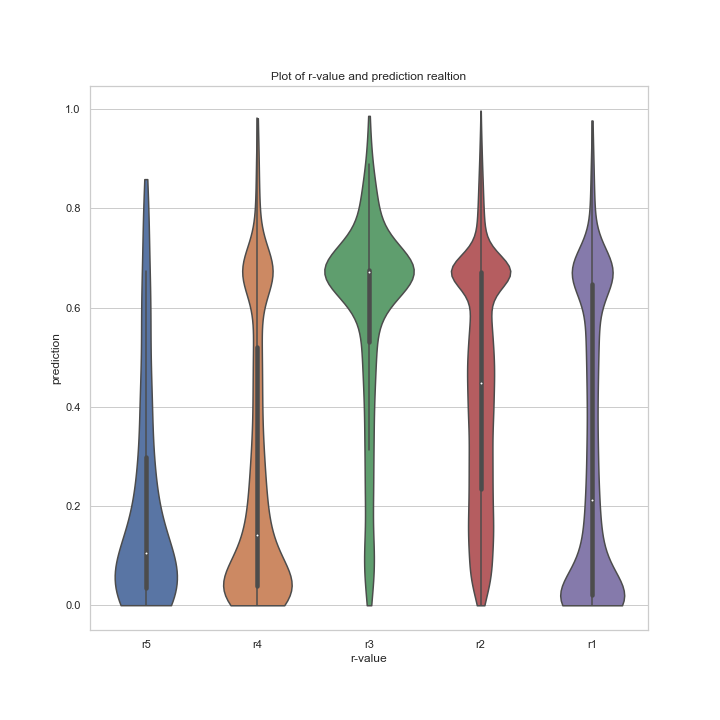 Plot of r-value and prediction realtion
1.0
0.8
0.6
0.4
0.2
0.0
prediction
r5 r4 r3 r2 r1
r-value